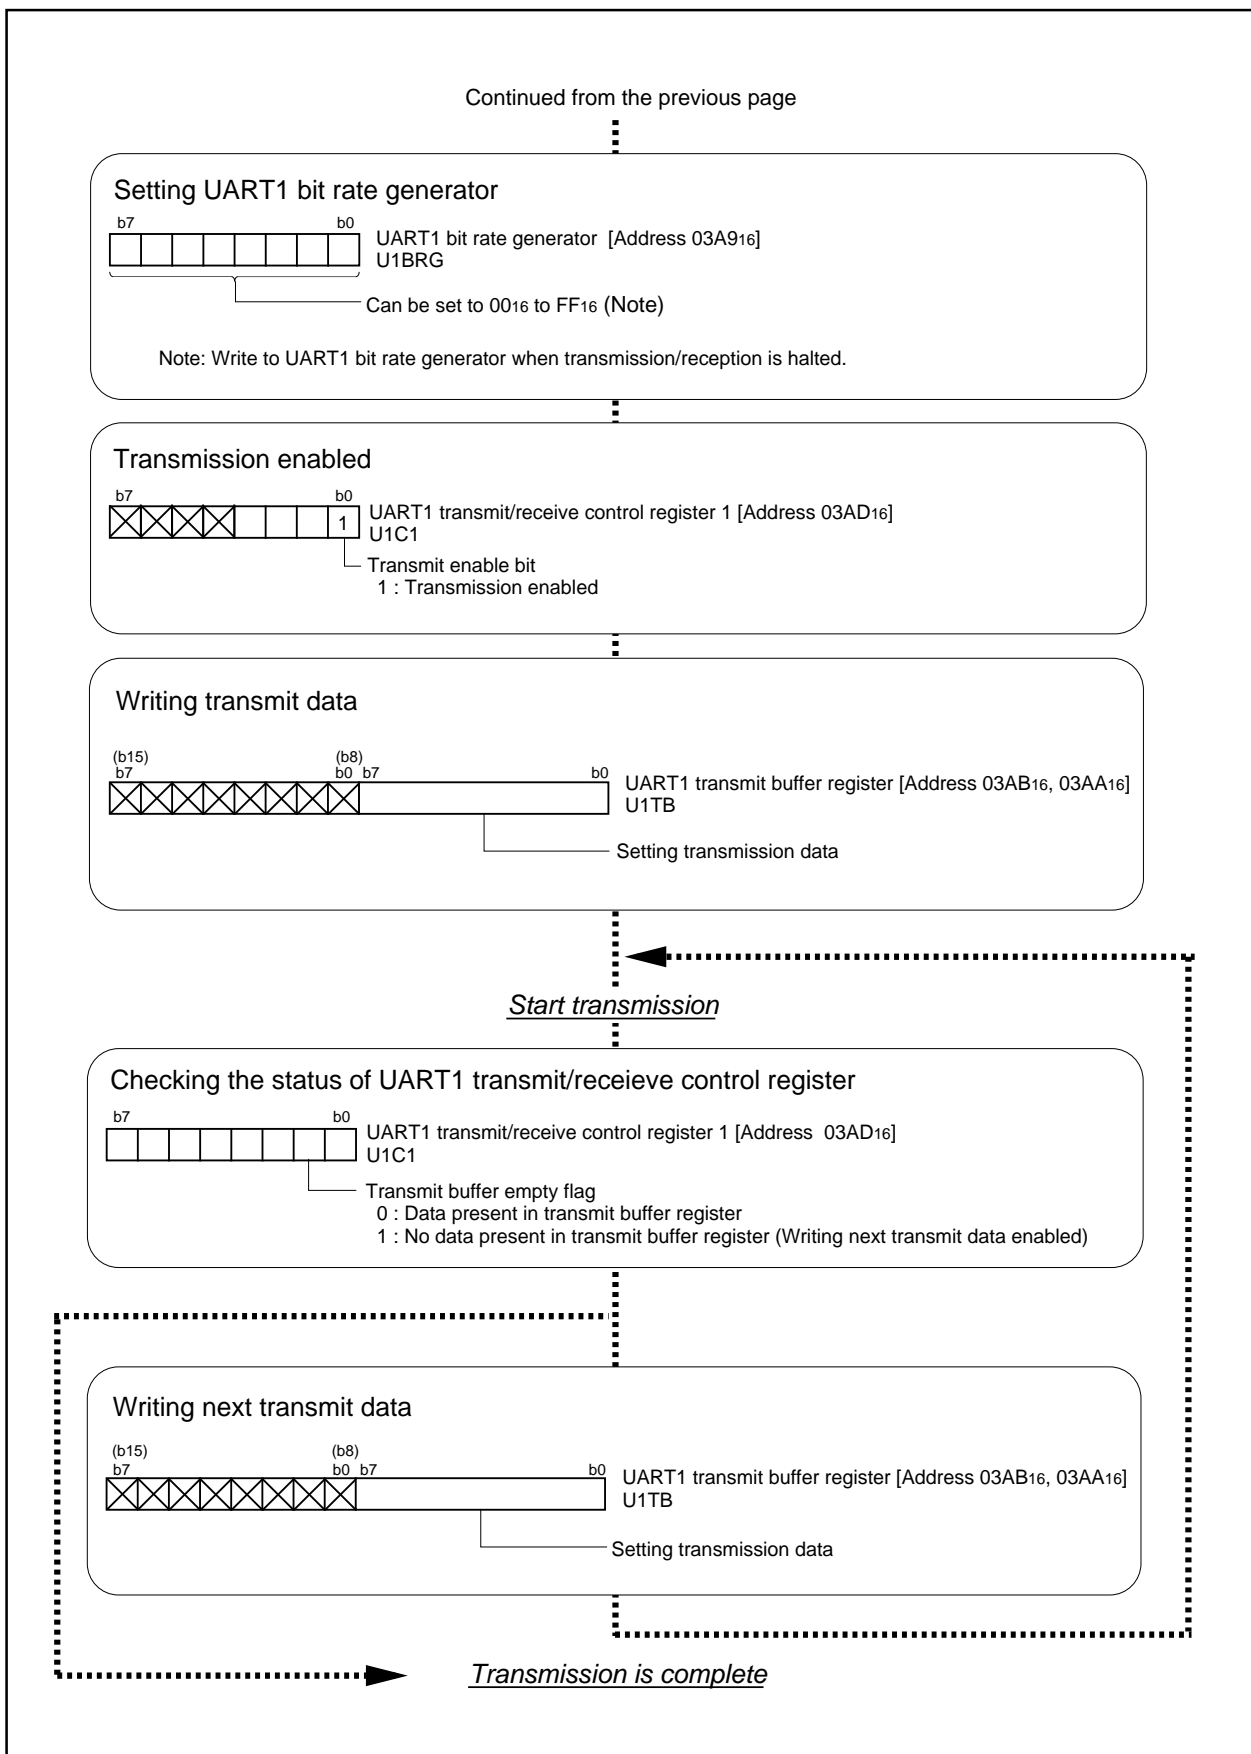 Continued from the previous page
Setting UART1 bit rate generator
b7 b0
UART1 bit rate generator [Address 03A916]
U1BRG
Can be set to 0016 to FF16 (Note)
Note: Write to UART1 bit rate generator when transmission/reception is halted.
Transmission enabled
b7 b0
1
UART1 transmit/receive control register 1 [Address 03AD16]
U1C1
Transmit enable bit
1 : Transmission enabled
Writing transmit data
(b15) (b8)
b7 b0 b7 b0
UART1 transmit buffer register [Address 03AB16, 03AA16]
U1TB
Setting transmission data
Start transmission
Checking the status of UART1 transmit/receieve control register
b7 b0
UART1 transmit/receive control register 1 [Address 03AD16]
U1C1
Transmit buffer empty flag
0 : Data present in transmit buffer register
1 : No data present in transmit buffer register (Writing next transmit data enabled)
Writing next transmit data
(b15) (b8)
b7 b0 b7 b0
UART1 transmit buffer register [Address 03AB16, 03AA16]
U1TB
Setting transmission data
Transmission is complete